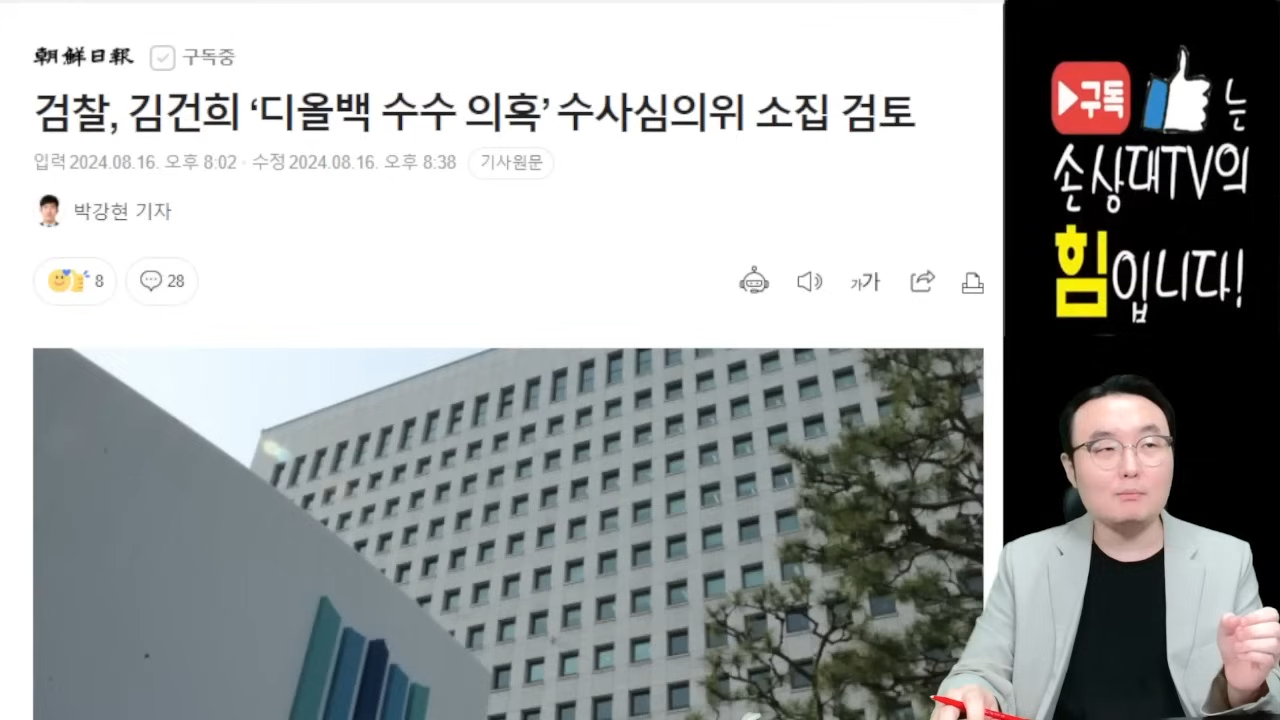 朝鮮日報 구독중
검찰, 김건희 ‘디올백 수수 의혹’ 수사심의위 소집 검토
입력 2024.08.16. 오후 8:02 · 수정 2024.08.16. 오후 8:38 기사원문
박강현 기자
8 28
가가
구독 는
손상대TV의
힘입니다!